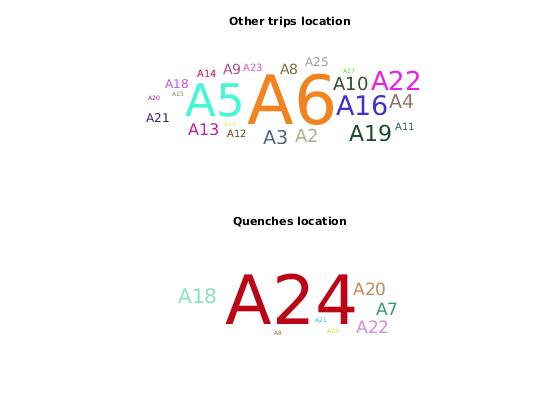 Other trips location
A14 A9 A23 A8 A25 A17
A18 A5 A6 A10 A22
A20 A15 A16 A4
A21 A13 A12 A3 A2 A19 A11
Quenches location
A18 A24 A20
A7
A21 A22
A8